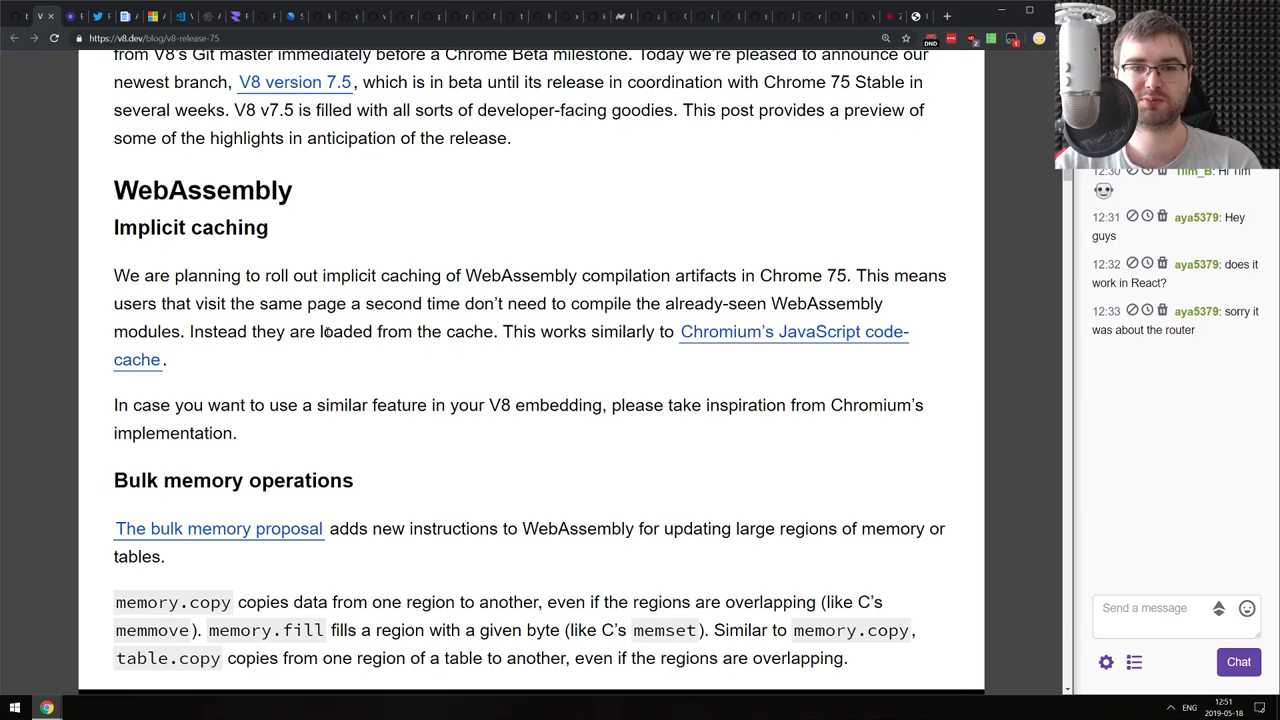 https://v8.dev/blog/v8-release-75
DND
from V8's Git master immediately before a Chrome Beta milestone. Today we're pleased to announce our
newest branch, V8 version 7.5, which is in beta until its release in coordination with Chrome 75 Stable in
several weeks. V8 v7.5 is filled with all sorts of developer-facing goodies. This post provides a preview of
some of the highlights in anticipation of the release.
WebAssembly
Implicit caching
We are planning to roll out implicit caching of WebAssembly compilation artifacts in Chrome 75. This means
users that visit the same page a second time don't need to compile the already-seen WebAssembly
modules. Instead they are loaded from the cache. This works similarly to Chromium's JavaScript code-
cache.
In case you want to use a similar feature in your V8 embedding, please take inspiration from Chromium's
implementation.
Bulk memory operations
The bulk memory proposal adds new instructions to WebAssembly for updating large regions of memory or
tables.
memory.copy copies data from one region to another, even if the regions are overlapping (like C's
memmove). memory.fill fills a region with a given byte (like C's memset). Similar to memory.copy,
table.copy copies from one region of a table to another, even if the regions are overlapping.
12:30 Tim_B: Hi Tim
12:31 aya5379: Hey
guys
12:32 aya5379: does it
work in React?
12:33 aya5379: sorry it
was about the router
Send a message
Chat
ENG
12:51
2019-05-18